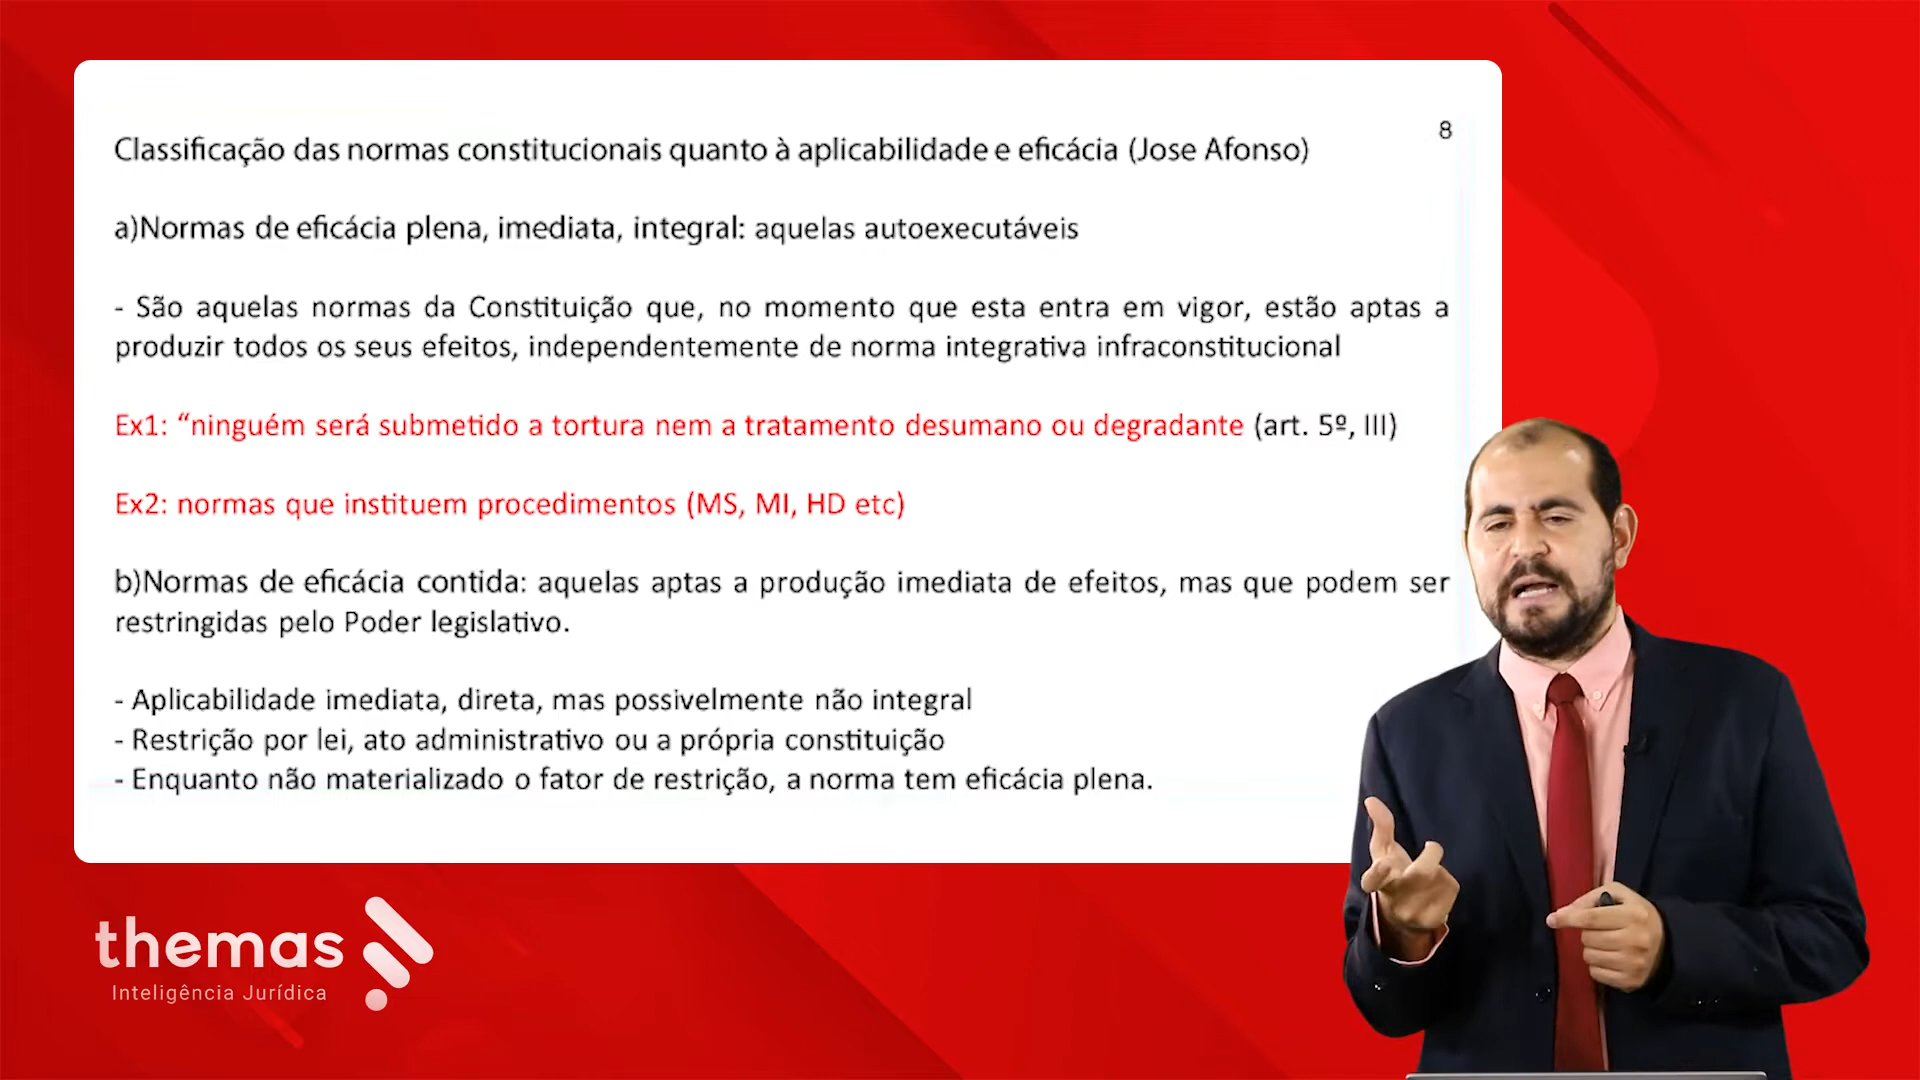 8
Classificação das normas constitucionais quanto à aplicabilidade e eficácia (Jose Afonso)
a)Normas de eficácia plena, imediata, integral: aquelas autoexecutáveis
- São aquelas normas da Constituição que, no momento que esta entra em vigor, estão aptas a
produzir todos os seus efeitos, independentemente de norma integrativa infraconstitucional
Ex1: “ninguém será submetido a tortura nem a tratamento desumano ou degradante (art. 5º, III)
Ex2: normas que instituem procedimentos (MS, MI, HD etc)
b)Normas de eficácia contida: aquelas aptas a produção imediata de efeitos, mas que podem ser
restringidas pelo Poder legislativo.
- Aplicabilidade imediata, direta, mas possivelmente não integral
- Restrição por lei, ato administrativo ou a própria constituição
- Enquanto não materializado o fator de restrição, a norma tem eficácia plena.
themas
Inteligência Jurídica